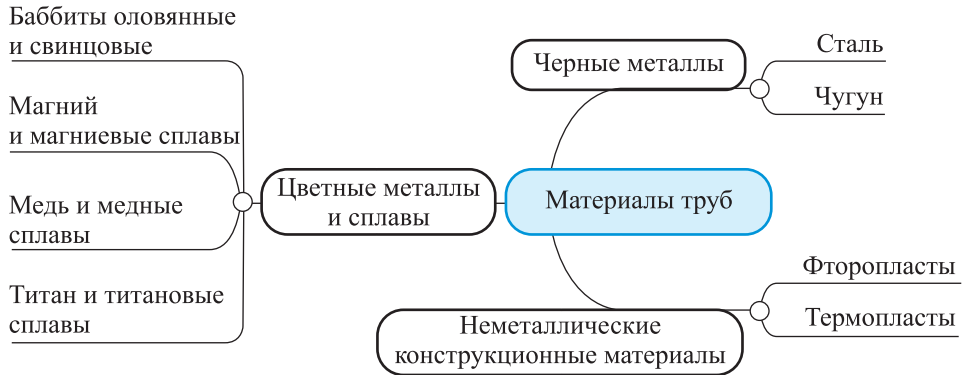 Баббиты оловянные
и свинцовые
Магний
и магниевые сплавы
Медь и медные
сплавы
Титан и титановые
сплавы
Цветные металлы
и сплавы
Материалы труб
Черные металлы
Сталь
Чугун
Неметаллические
конструкционные материалы
Фторопласты
Термопласты